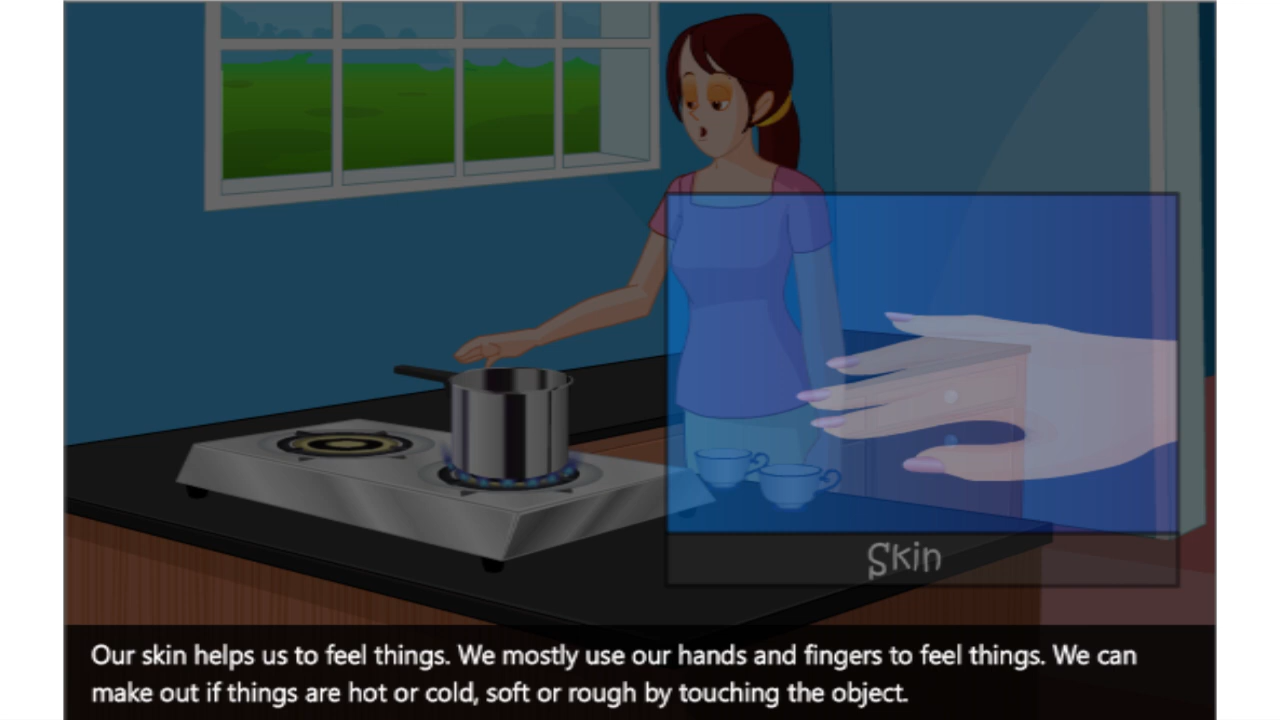 Skin
Our skin helps us to feel things. We mostly use our hands and fingers to feel things. We can
make out if things are hot or cold, soft or rough by touching the object.